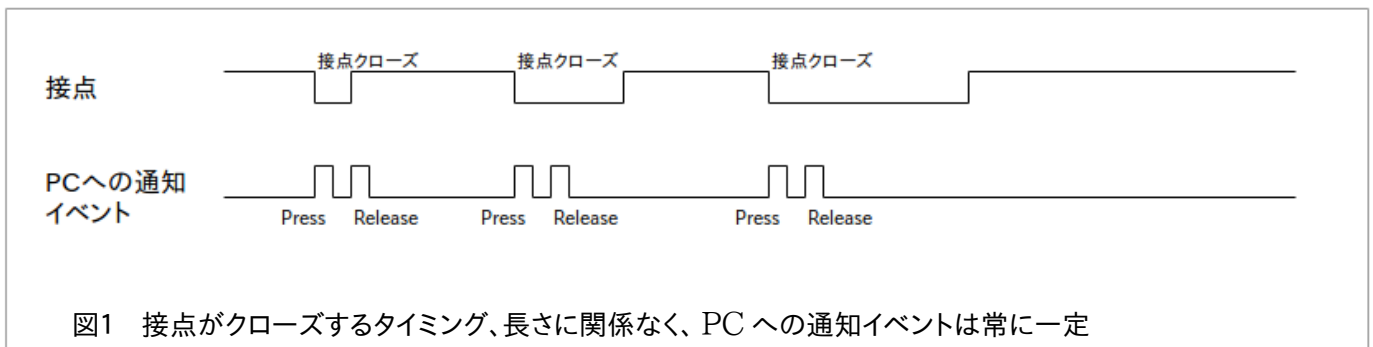 接点クローズ 接点クローズ 接点クローズ
接点
PCへの通知
イベント
Press Release Press Release Press Release
図1 接点がクローズするタイミング、長さに関係なく、PC への通知イベントは常に一定